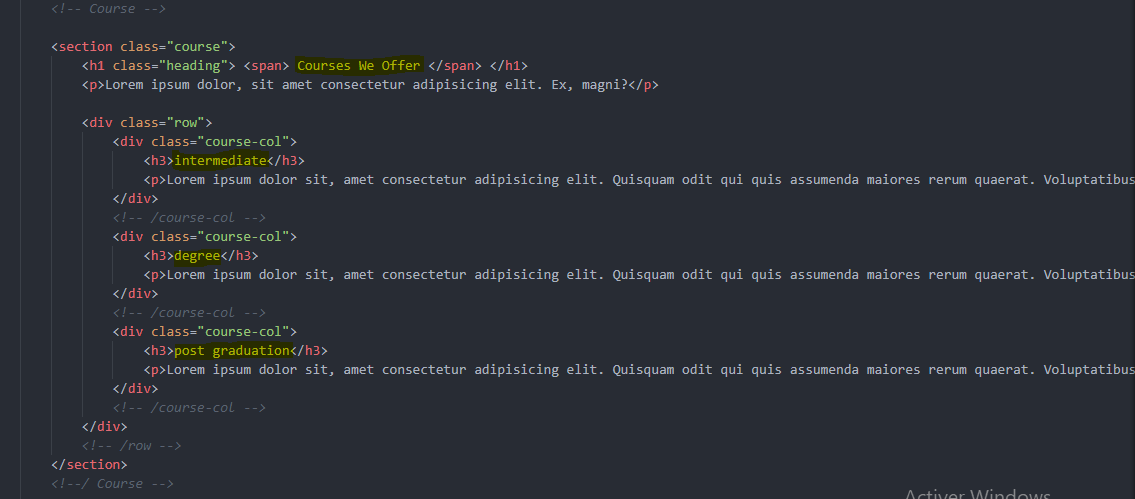 <!-- Course -->
<section class="course">
<h1 class="heading"> <span> Courses We Offer </span> </h1>
<p>Lorem ipsum dolor, sit amet consectetur adipisicing elit. Ex, magni?</p>
<div class="row">
<div class="course-col">
<h3>intermediate</h3>
<p>Lorem ipsum dolor sit, amet consectetur adipisicing elit. Quisquam odit qui quis assumenda maiores rerum quaerat. Voluptatibus
</div>
<!-- /course-col -->
<div class="course-col">
<h3>degree</h3>
<p>Lorem ipsum dolor sit, amet consectetur adipisicing elit. Quisquam odit qui quis assumenda maiores rerum quaerat. Voluptatibus
</div>
<!-- /course-col -->
<div class="course-col">
<h3>post graduation</h3>
<p>Lorem ipsum dolor sit, amet consectetur adipisicing elit. Quisquam odit qui quis assumenda maiores rerum quaerat. Voluptatibus
</div>
<!-- /course-col -->
</div>
<!-- /row -->
</section>
<!--/ Course -->
Activer Windows